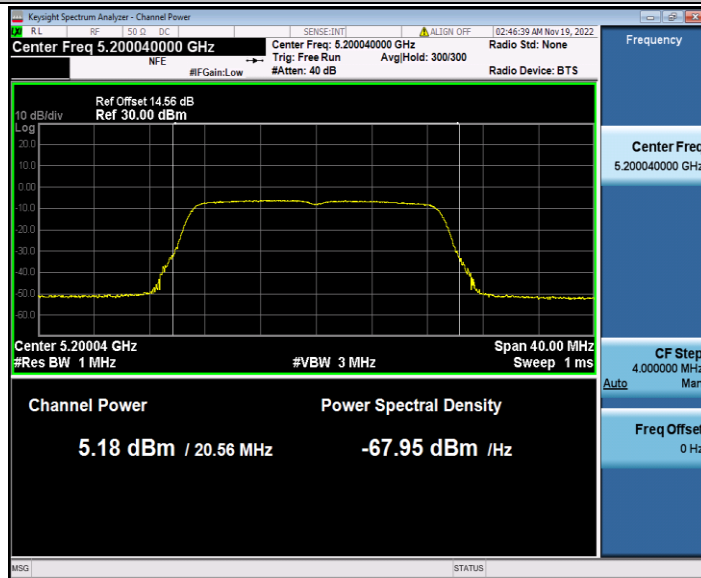 Keysight Spectrum Analyzer - Channel Power
RL RF 50 Ω DC SENSE:INT ALIGN OFF 02:46:39 AM Nov 19, 2022
Center Freq 5.200040000 GHz
NFE
#IFGain:Low
Center Freq: 5.200040000 GHz
Trig: Free Run Avg|Hold: 300/300
#Atten: 40 dB
Radio Std: None
Radio Device: BTS
Frequency
Ref Offset 14.56 dB
10 dB/div Ref 30.00 dBm
Log
20.0
10.0
0.00
-10.0
-20.0
-30.0
-40.0
-50.0
-60.0
Center 5.20004 GHz Span 40.00 MHz
#Res BW 1 MHz #VBW 3 MHz Sweep 1 ms
Channel Power Power Spectral Density
5.18 dBm / 20.56 MHz -67.95 dBm /Hz
Center Freq
5.200040000 GHz
CF Step
4.000000 MHz
Auto Man
Freq Offset
0 Hz
MSG STATUS